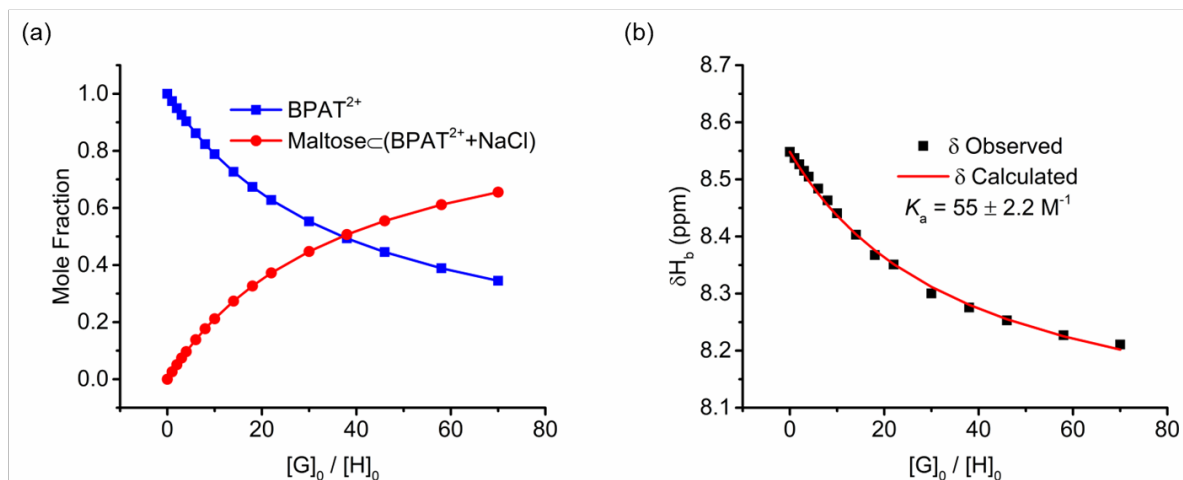 (a)
1.0
0.8
0.6
0.4
0.2
0.0
Mole Fraction
BPAT²⁺
Maltose⊂(BPAT²⁺+NaCl)
0 20 40 60 80
[G]₀ / [H]₀
(b)
8.7
8.6
8.5
8.4
8.3
8.2
8.1
δH_b (ppm)
δ Observed
δ Calculated
Kₐ = 55 ± 2.2 M⁻¹
0 20 40 60 80
[G]₀ / [H]₀